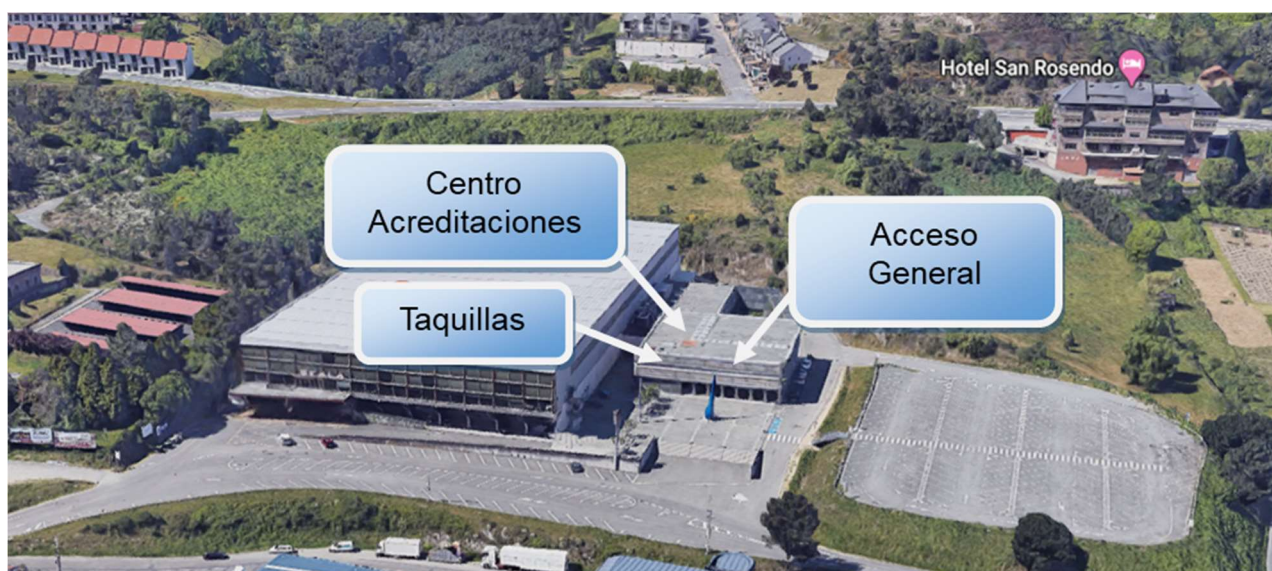 Hotel San Rosendo
Centro
Acreditaciones
Acceso
General
Taquillas